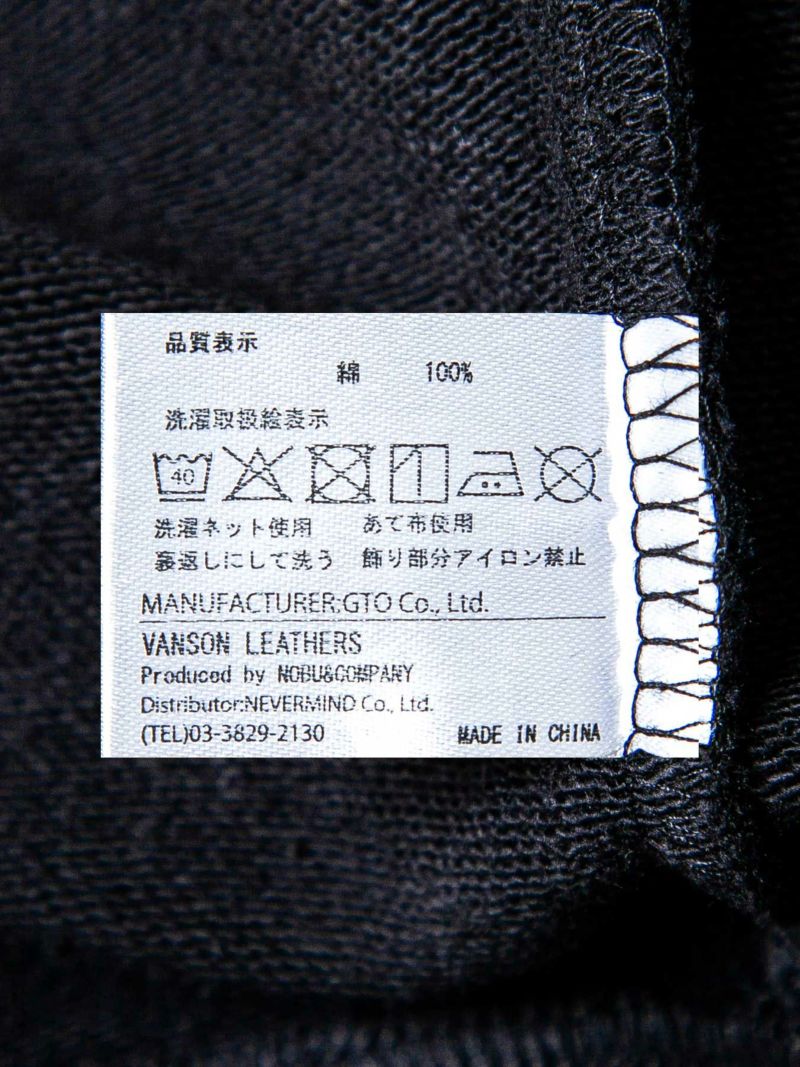 品質表示
綿 100%
洗濯取扱絵表示
40
洗濯ネット使用 あて布使用
裏返しにして洗う 飾り部分アイロン禁止
MANUFACTURER:GTO Co., Ltd.
VANSON LEATHERS
Produced by NOBU&COMPANY
Distributor:NEVERMIND Co., Ltd.
(TEL)03-3829-2130 MADE IN CHINA